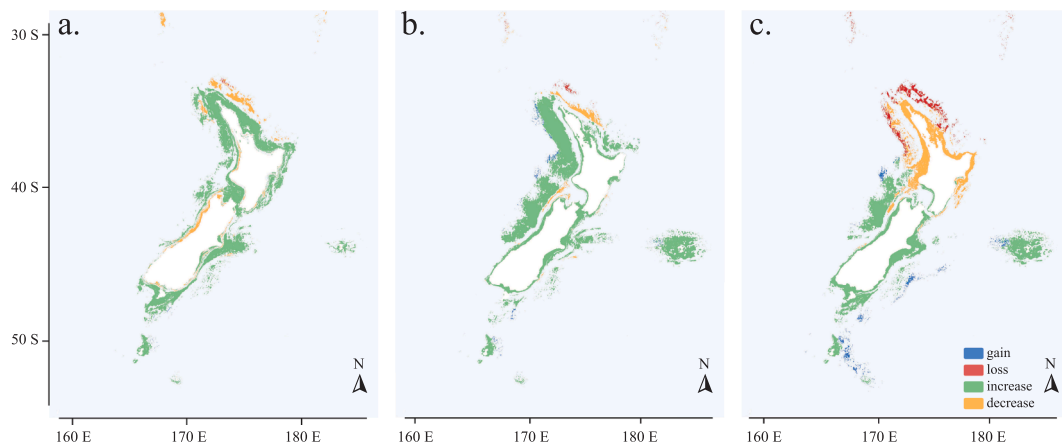 a.
b.
c.
30 S
40 S
50 S
N
N
N
gain
loss
increase
decrease
160 E
170 E
180 E
160 E
170 E
180 E
160 E
170 E
180 E